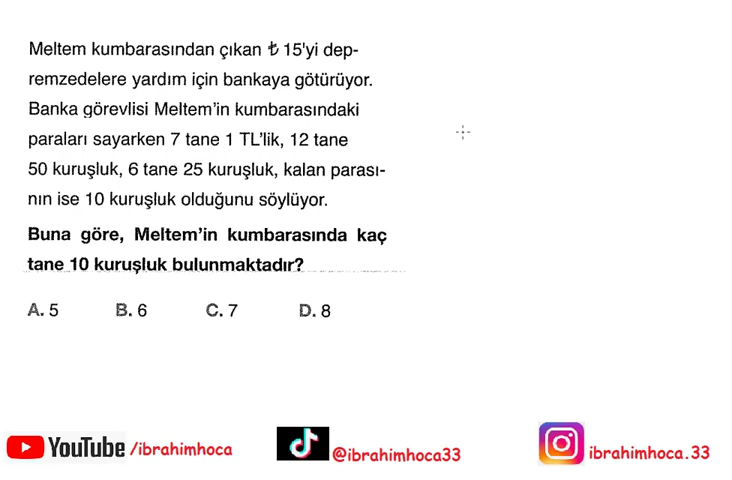 Meltem kumbarasından çıkan ₺ 15'yi dep-
remzedelere yardım için bankaya götürüyor.
Banka görevlisi Meltem'in kumbarasındaki
paraları sayarken 7 tane 1 TL'lik, 12 tane
50 kuruşluk, 6 tane 25 kuruşluk, kalan parası-
nın ise 10 kuruşluk olduğunu söylüyor.
Buna göre, Meltem'in kumbarasında kaç
tane 10 kuruşluk bulunmaktadır?
A. 5 B. 6 C. 7 D. 8
YouTube /ibrahimhoca @ibrahimhoca33 ibrahimhoca.33